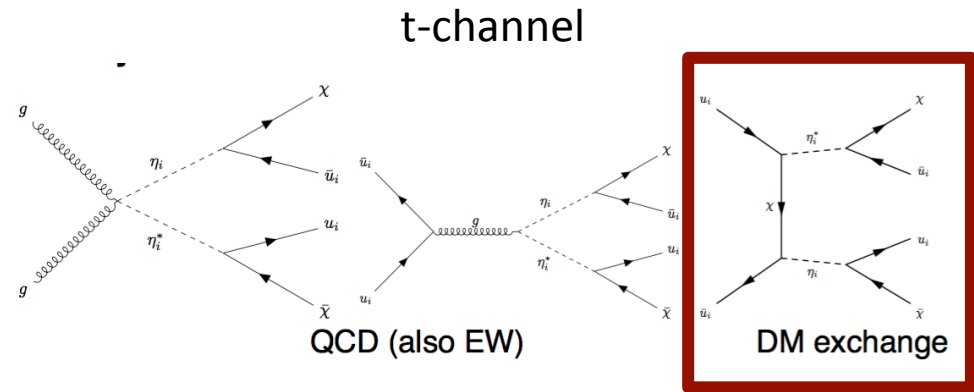 t-channel
g
g
η_i
η_i^*
χ
ū_i
u_i
χ̄
ū_i
u_i
g
η_i
η_i^*
χ
ū_i
u_i
χ̄
u_i
ū_i
χ
η_i^*
η_i
χ
ū_i
u_i
χ̄
QCD (also EW)
DM exchange